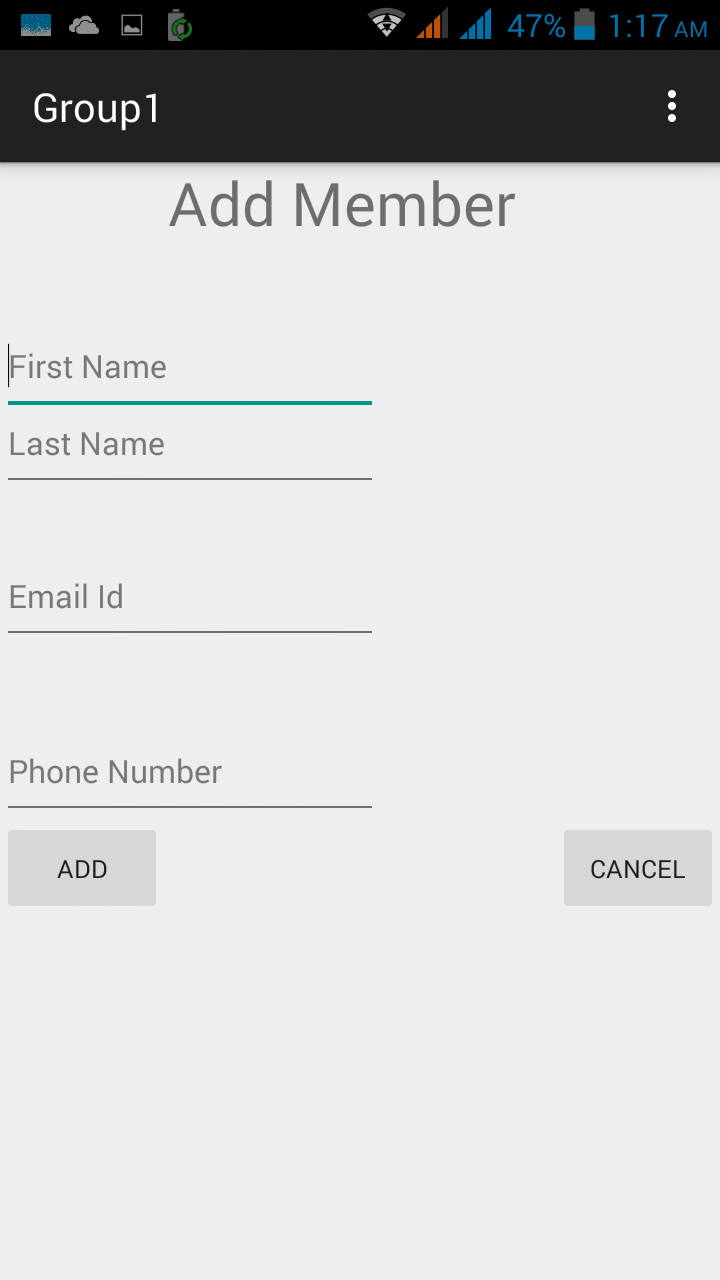 47% 1:17 AM
Group1
Add Member
First Name
Last Name
Email Id
Phone Number
ADD CANCEL